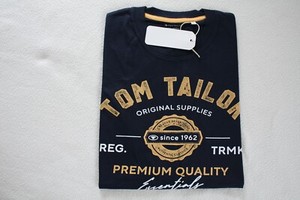 TOM TAILOR
ORIGINAL SUPPLIES
since 1962
REG. TRMK
PREMIUM QUALITY
Essentials